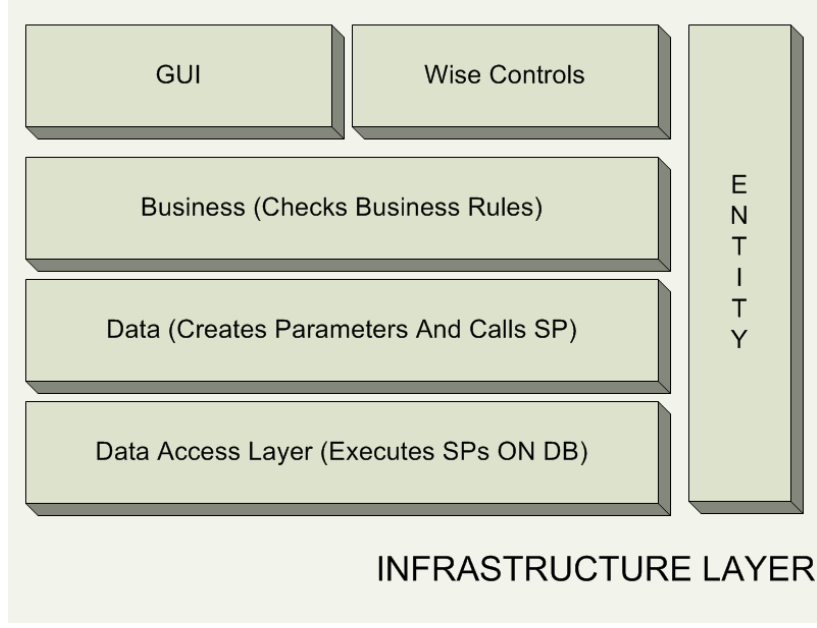 GUI
Wise Controls
Business (Checks Business Rules)
Data (Creates Parameters And Calls SP)
Data Access Layer (Executes SPs ON DB)
E
N
T
I
T
Y
INFRASTRUCTURE LAYER